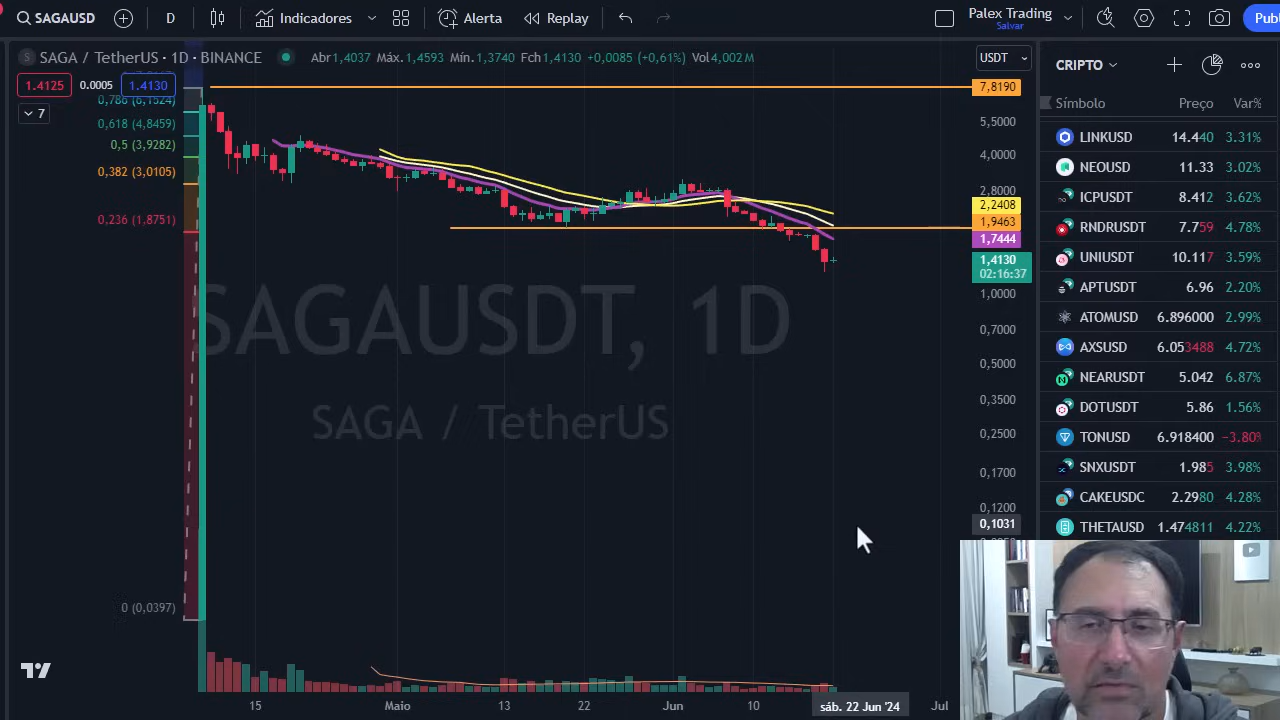 SAGAUSD
D
Indicadores
Alerta
Replay
Palex Trading
Salvar
Publ
SAGA / TetherUS · 1D · BINANCE
Abr1,4037 Máx.1,4593 Mín.1,3740 Fch1,4130 +0,0085 (+0,61%) Vol4,002 M
1.4125
0.0005
1.4130
7
0,786 (6,1524)
0,618 (4,8459)
0,5 (3,9282)
0,382 (3,0105)
0,236 (1,8751)
0 (0,0397)
SAGAUSDT, 1D
SAGA / TetherUS
USDT
7,8190
5,5000
4,0000
2,8000
2,2408
1,9463
1,7444
1,4130
02:16:37
1,0000
0,7000
0,5000
0,3500
0,2500
0,1700
0,1200
0,1031
15
Maio
13
22
Jun
10
sáb. 22 Jun '24
Jul
CRIPTO
Símbolo Preço Var%
LINKUSD 14.440 3.31%
NEOUSD 11.33 3.02%
ICPUSDT 8.412 3.62%
RNDRUSDT 7.759 4.78%
UNIUSDT 10.117 3.59%
APTUSDT 6.96 2.20%
ATOMUSD 6.896000 2.99%
AXSUSD 6.053488 4.72%
NEARUSDT 5.042 6.87%
DOTUSDT 5.86 1.56%
TONUSD 6.918400 −3.80%
SNXUSDT 1.985 3.98%
CAKEUSDC 2.2980 4.28%
THETAUSD 1.474811 4.22%